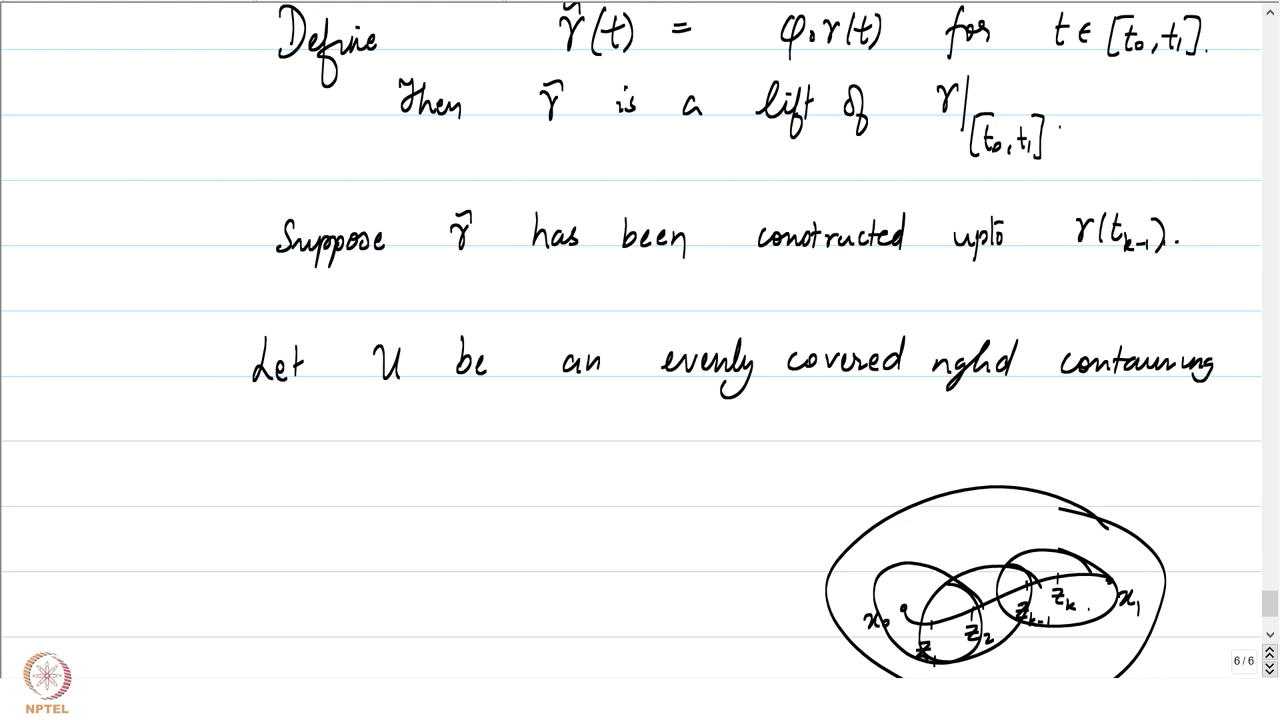 Define γ̃(t) = φ∘γ(t) for t ∈ [t₀, t₁].
Then γ̃ is a lift of γ|[t₀, t₁].
Suppose γ̃ has been constructed upto γ(tₖ₋₁).
Let U be an evenly covered nghd containing
x₀ z₁ z₂ zₖ₋₁ zₖ x₁
6 / 6
NPTEL